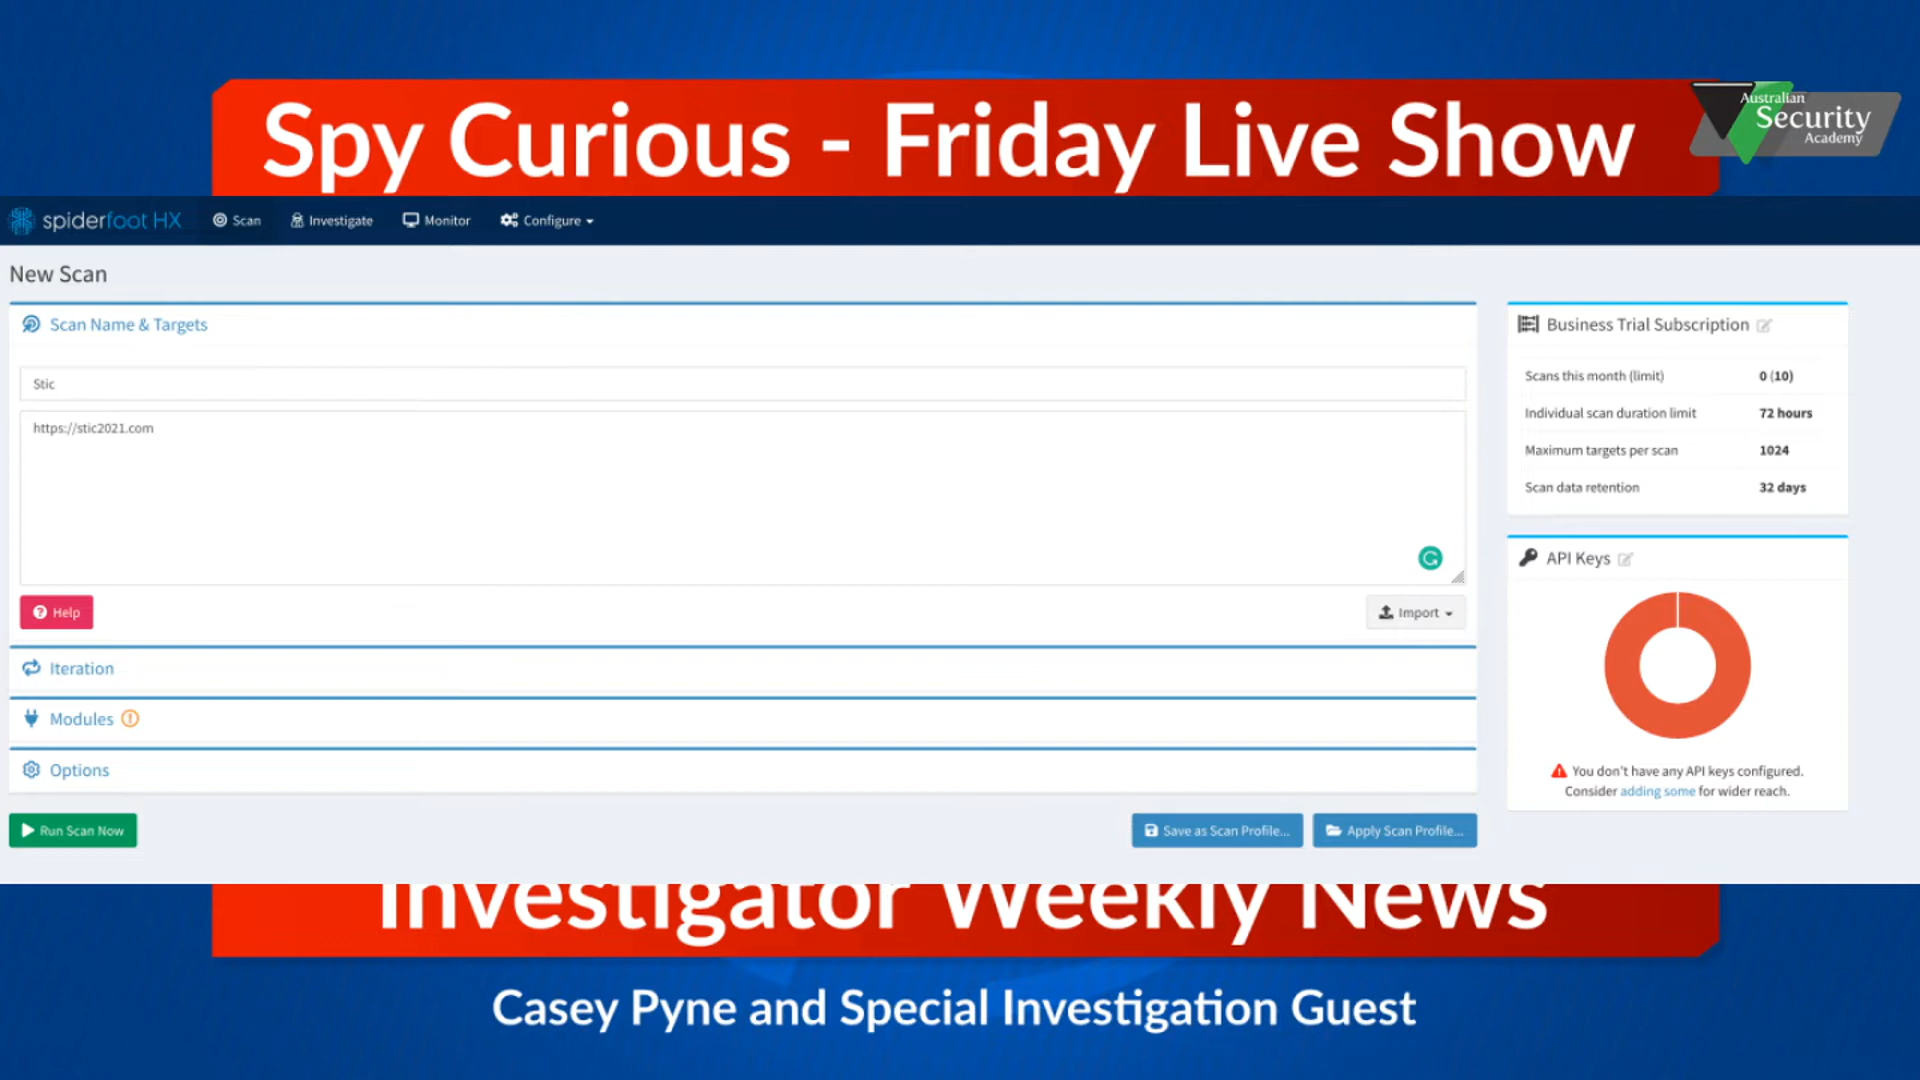 Spy Curious - Friday Live Show
Australian
Security
Academy
spiderfoot HX
Scan
Investigate
Monitor
Configure
New Scan
Scan Name & Targets
Stic
https://stic2021.com
Help
Import
Iteration
Modules
Options
Run Scan Now
Save as Scan Profile...
Apply Scan Profile...
Business Trial Subscription
Scans this month (limit) 0 (10)
Individual scan duration limit 72 hours
Maximum targets per scan 1024
Scan data retention 32 days
API Keys
You don't have any API keys configured.
Consider adding some for wider reach.
Investigator Weekly News
Casey Pyne and Special Investigation Guest